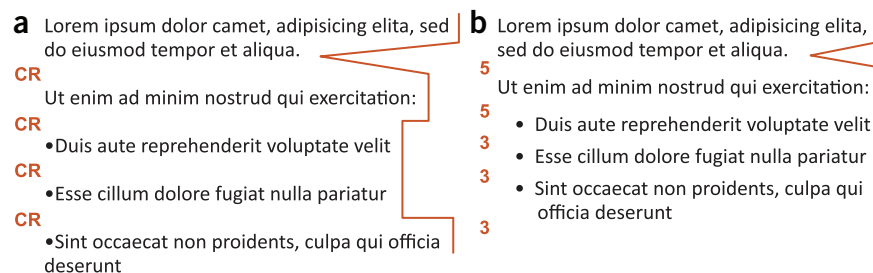 a
Lorem ipsum dolor camet, adipisicing elita, sed
do eiusmod tempor et aliqua.
CR
Ut enim ad minim nostrud qui exercitation:
CR
•Duis aute reprehenderit voluptate velit
CR
•Esse cillum dolore fugiat nulla pariatur
CR
•Sint occaecat non proidents, culpa qui officia
deserunt
b
Lorem ipsum dolor camet, adipisicing elita,
sed do eiusmod tempor et aliqua.
5
Ut enim ad minim nostrud qui exercitation:
5
• Duis aute reprehenderit voluptate velit
3
• Esse cillum dolore fugiat nulla pariatur
3
• Sint occaecat non proidents, culpa qui
officia deserunt
3